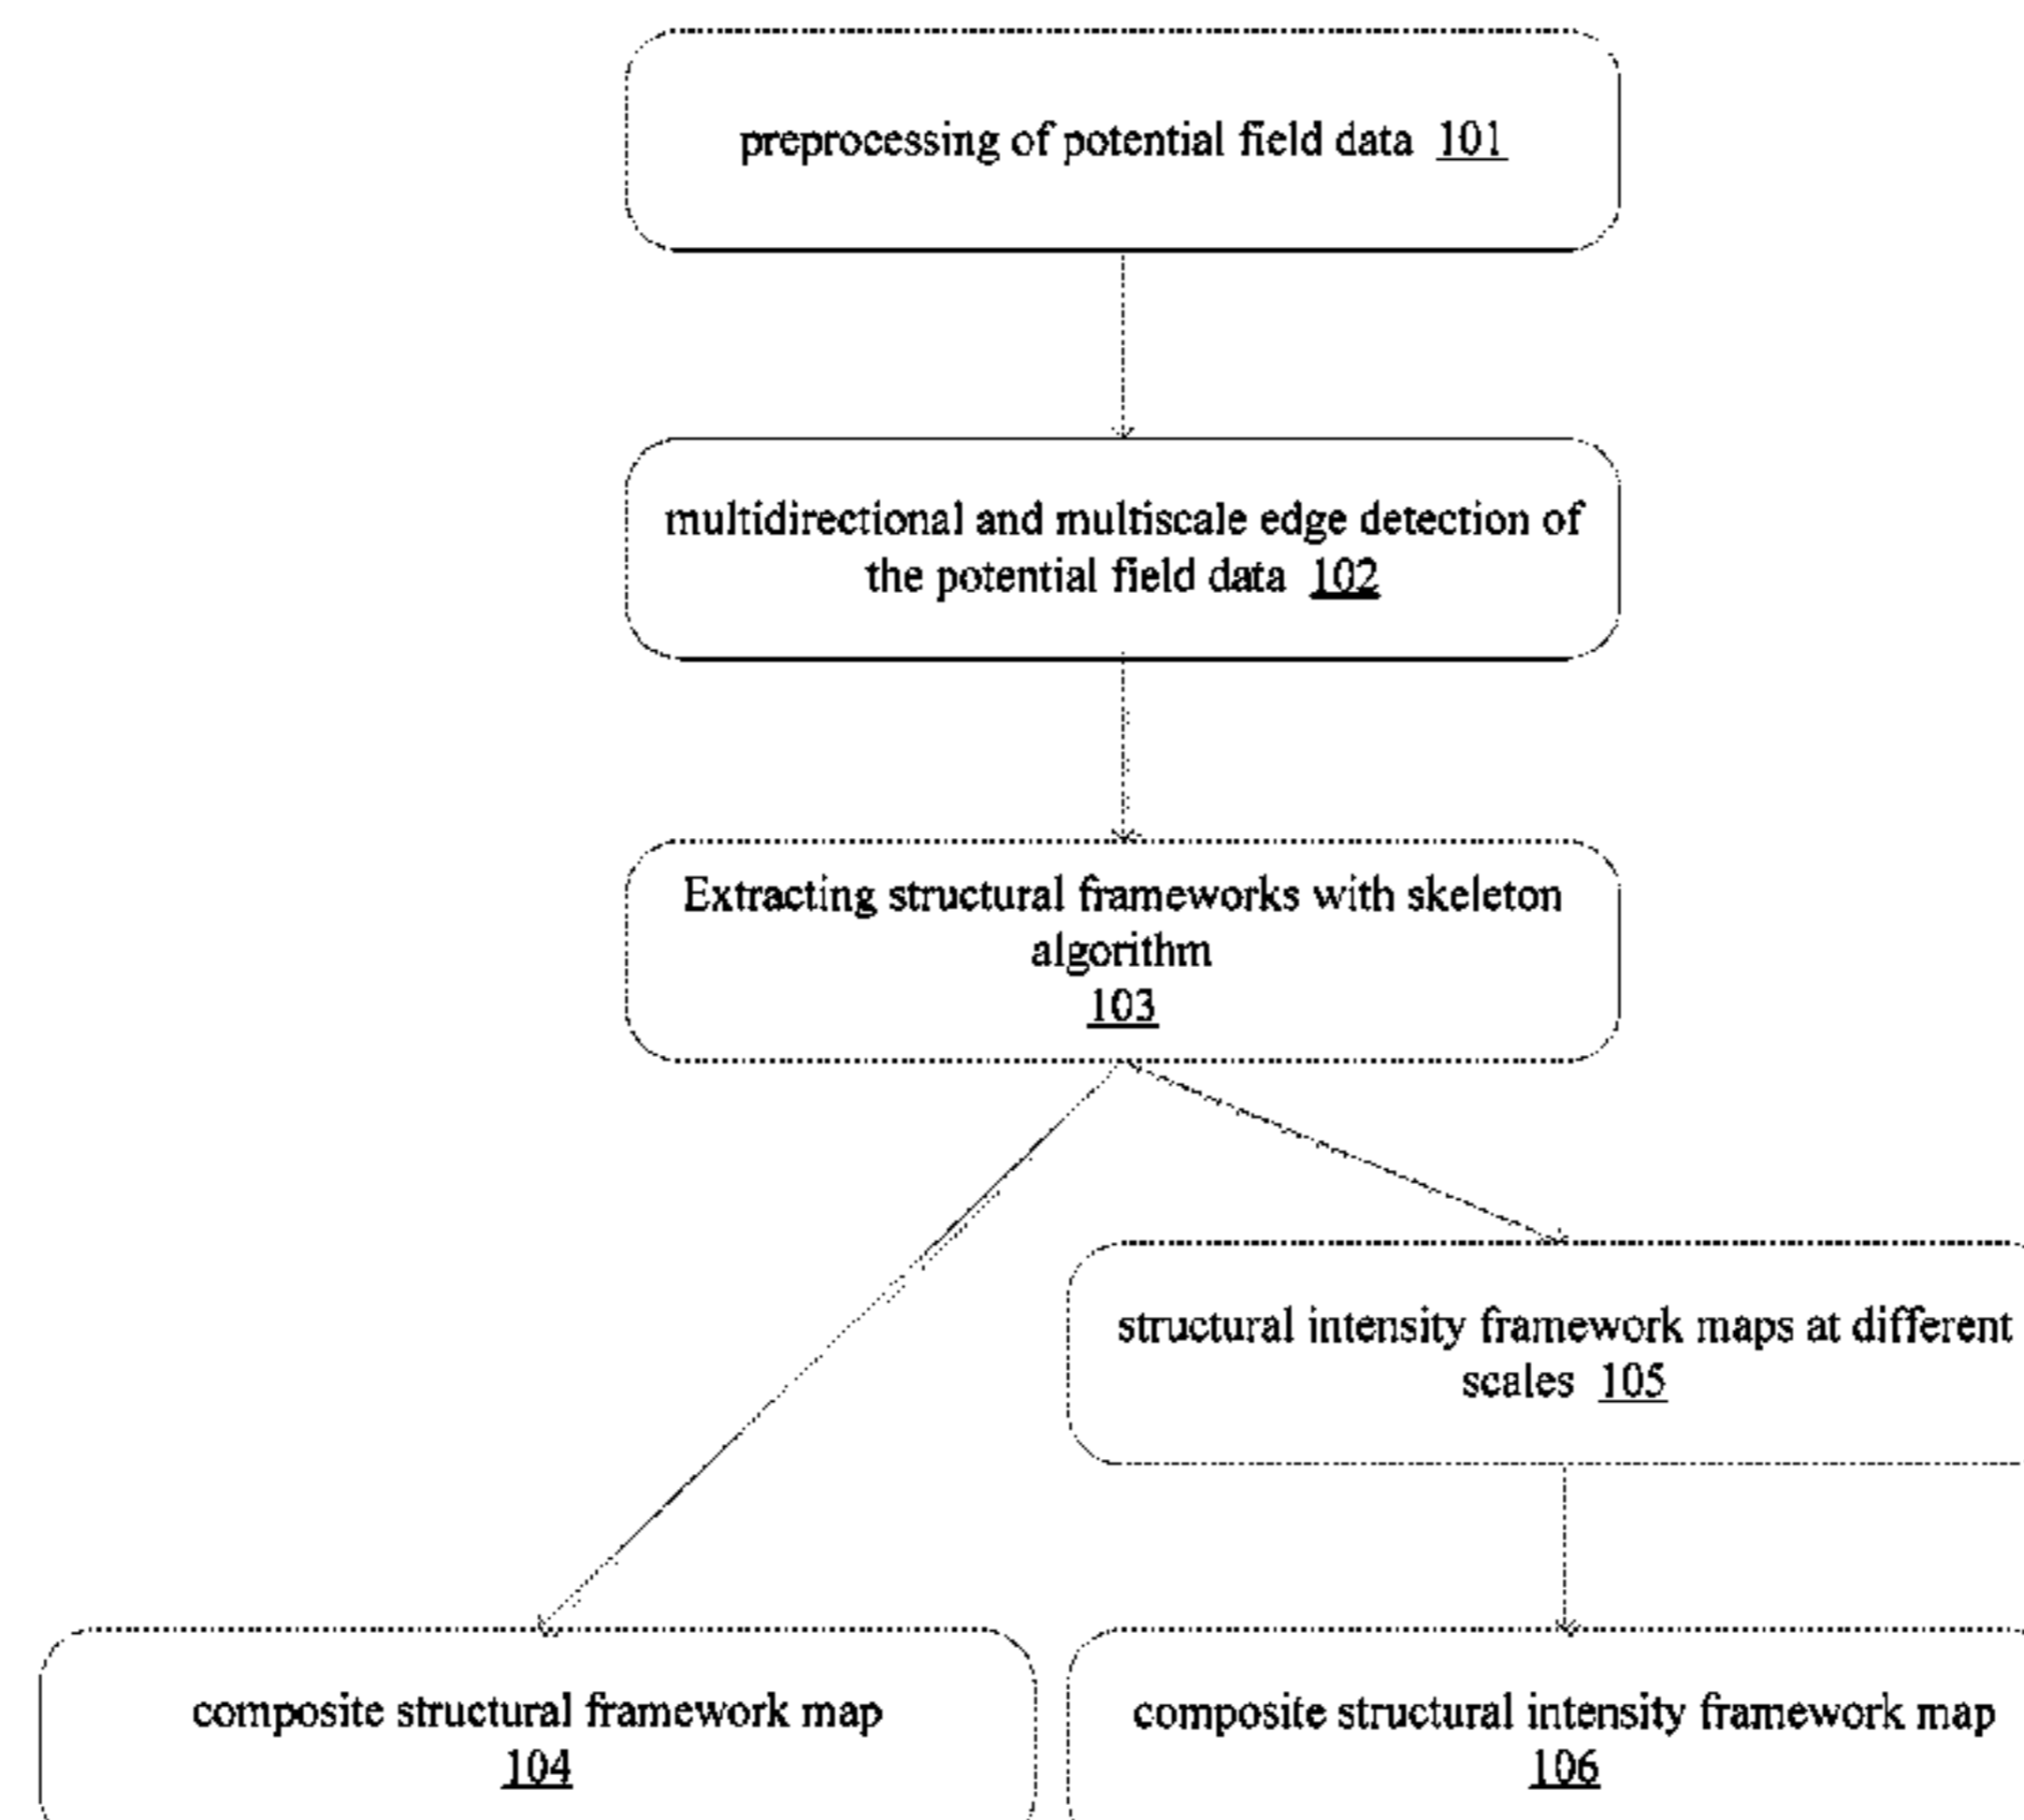 preprocessing of potential field data 101
multidirectional and multiscale edge detection of
the potential field data 102
Extracting structural frameworks with skeleton
algorithm
103
structural intensity framework maps at different
scales 105
composite structural framework map
104
composite structural intensity framework map
106